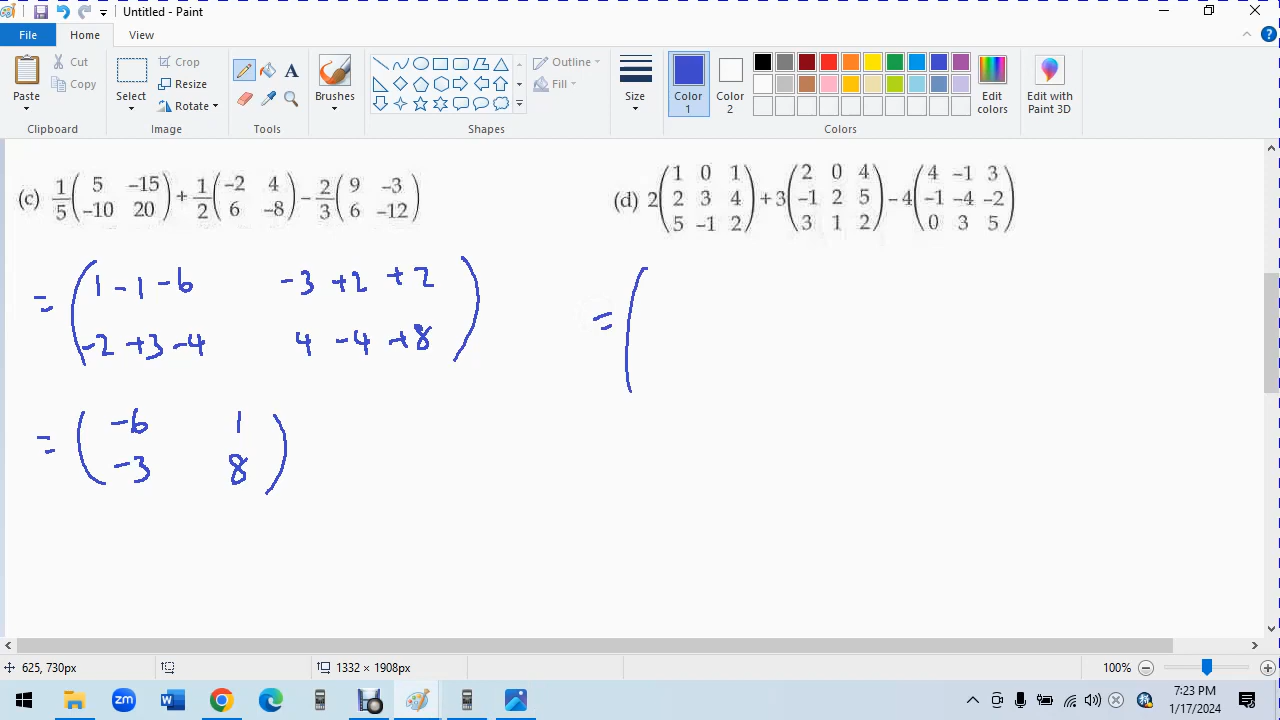 Untitled - Paint
File Home View
Paste Cut Copy Clipboard
Select Crop Resize Rotate Image
A Tools
Brushes
Outline Fill Shapes
Size
Color 1 Color 2 Edit colors Colors
Edit with Paint 3D
(c) 1/5 ( 5 -15 ; -10 20 ) + 1/2 ( -2 4 ; 6 -8 ) - 2/3 ( 9 -3 ; 6 -12 )
= ( 1 -1 -6 -3 +2 +2 ; -2 +3 -4 4 -4 +8 )
= ( -6 1 ; -3 8 )
(d) 2 ( 1 0 1 ; 2 3 4 ; 5 -1 2 ) + 3 ( 2 0 4 ; -1 2 5 ; 3 1 2 ) - 4 ( 4 -1 3 ; -1 -4 -2 ; 0 3 5 )
= (
625, 730px 1332 × 1908px 100%
zm W 7:23 PM
1/17/2024